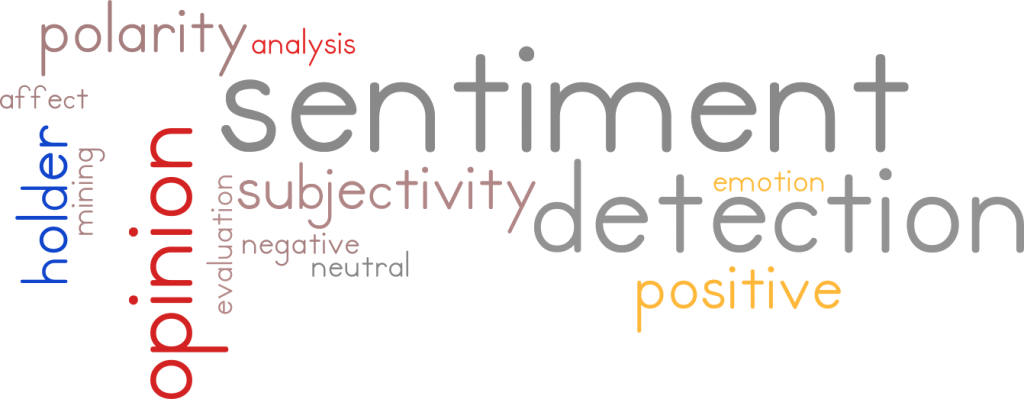 polarity
analysis
sentiment
affect
holder
mining
opinion
evaluation
subjectivity
emotion
detection
negative
neutral
positive